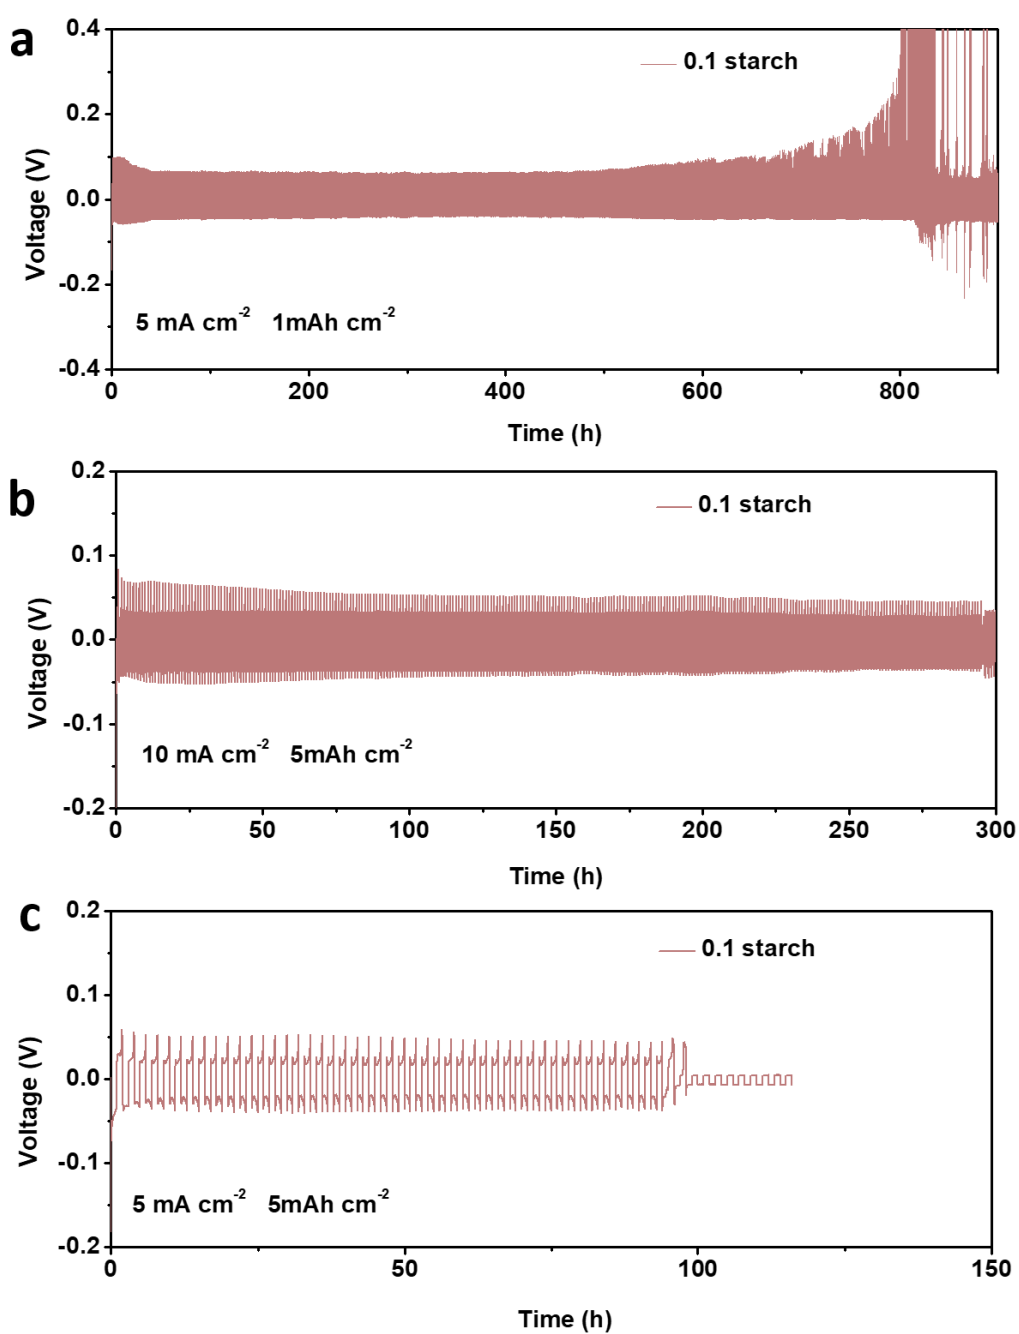 a
0.4
0.2
0.0
-0.2
-0.4
Voltage (V)
0.1 starch
5 mA cm-2 1mAh cm-2
0 200 400 600 800
Time (h)
b
0.2
0.1
0.0
-0.1
-0.2
Voltage (V)
0.1 starch
10 mA cm-2 5mAh cm-2
0 50 100 150 200 250 300
Time (h)
c
0.2
0.1
0.0
-0.1
-0.2
Voltage (V)
0.1 starch
5 mA cm-2 5mAh cm-2
0 50 100 150
Time (h)